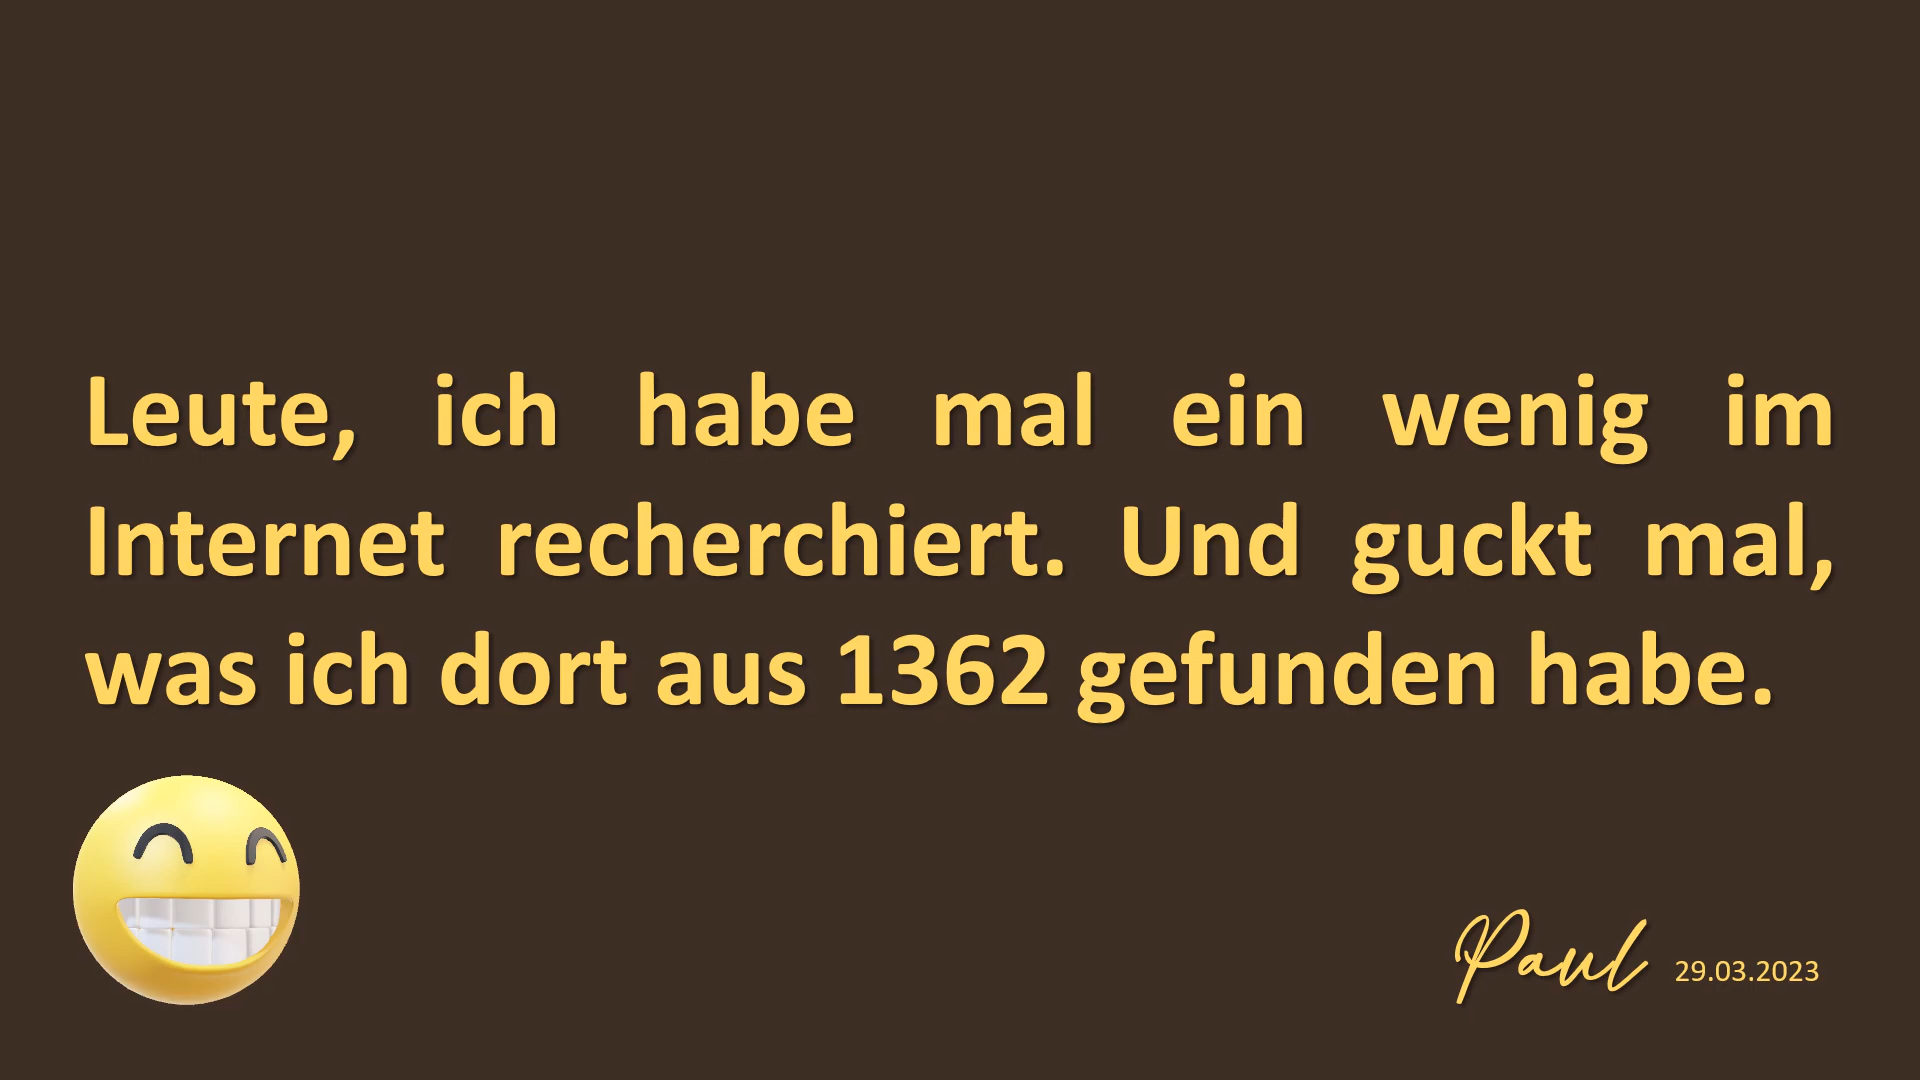 Leute, ich habe mal ein wenig im
Internet recherchiert. Und guckt mal,
was ich dort aus 1362 gefunden habe.
Paul 29.03.2023